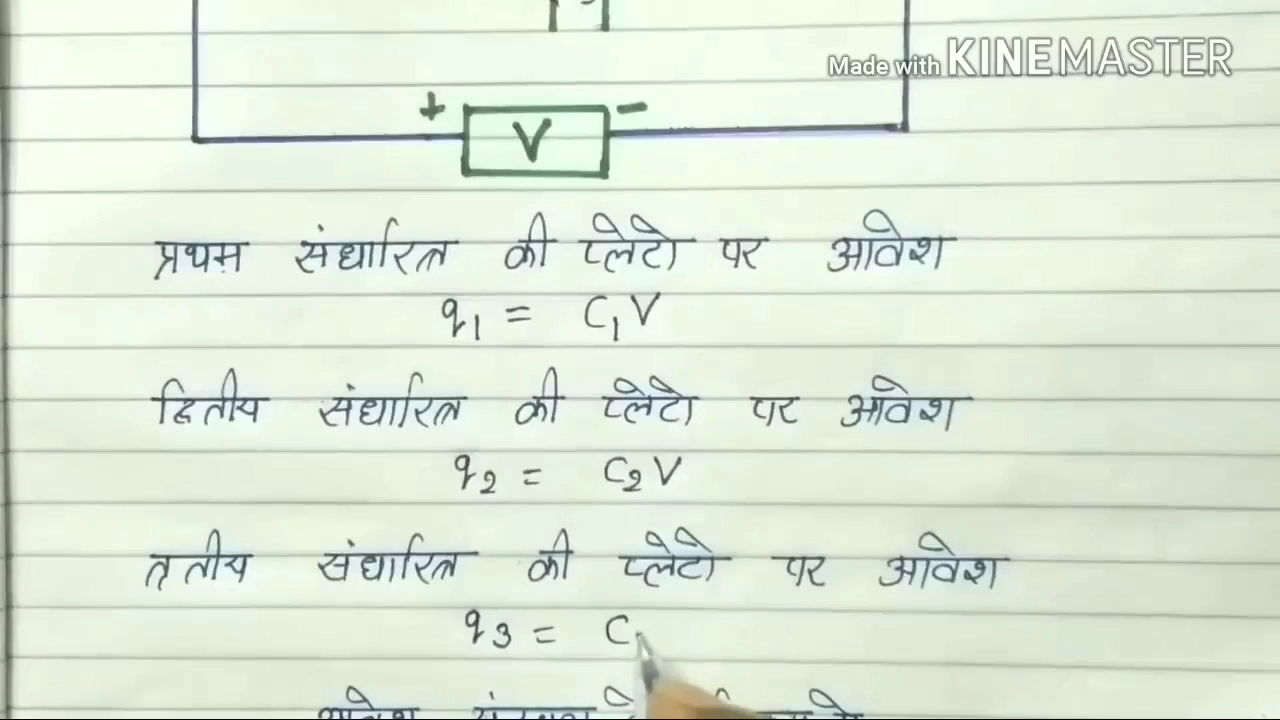 Made with KINEMASTER
+ V −
प्रथम संधारित्र की प्लेटो पर आवेश
q₁ = C₁V
द्वितीय संधारित्र की प्लेटो पर आवेश
q₂ = C₂V
तृतीय संधारित्र की प्लेटो पर आवेश
q₃ = C